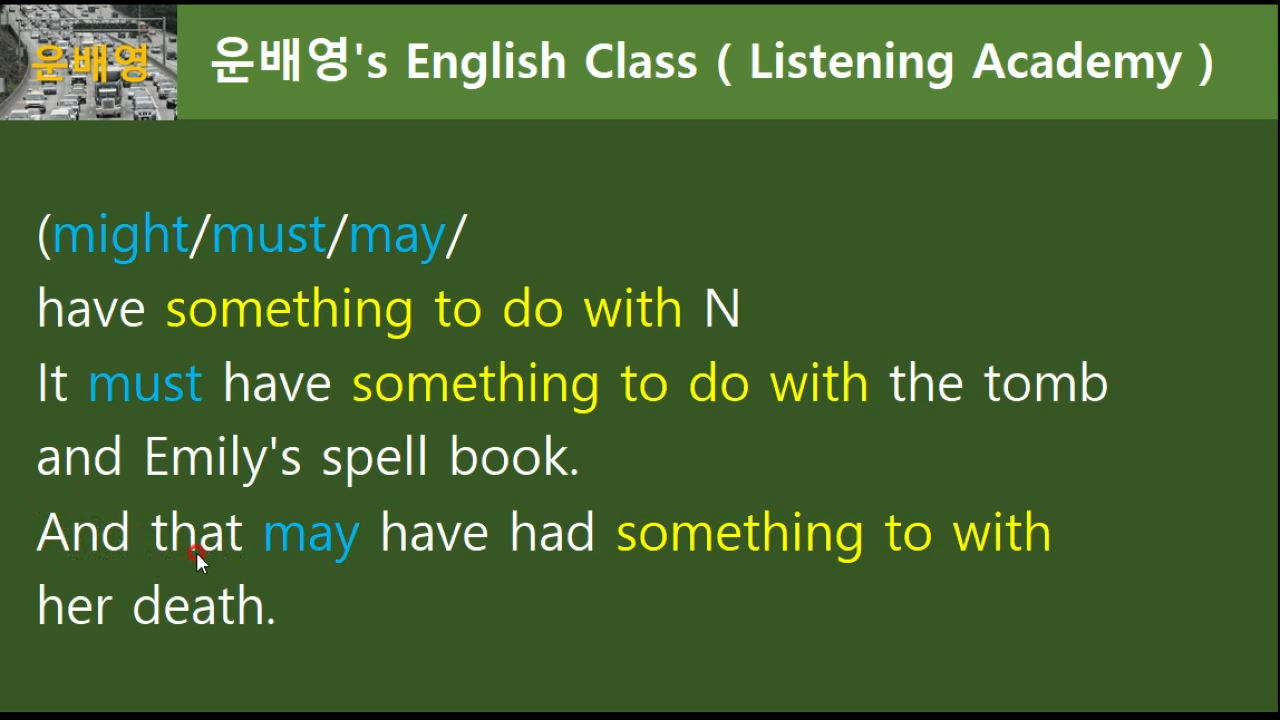 운배영
운배영's English Class ( Listening Academy )
(might/must/may/
have something to do with N
It must have something to do with the tomb
and Emily's spell book.
And that may have had something to with
her death.